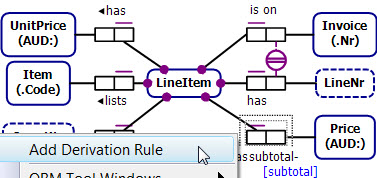 UnitPrice
(AUD:)
◄has
is on
Invoice
(.Nr)
Item
(.Code)
LineItem
LineNr
◄lists
has
Price
(AUD:)
assubtotal-
[subtotal]
Add Derivation Rule
ORM Tool Windows